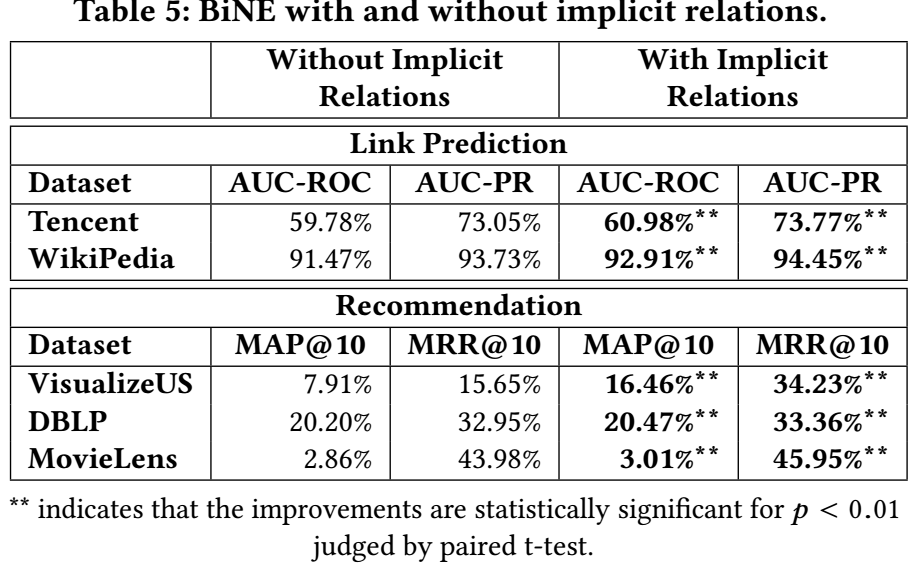 Table 5: BiNE with and without implicit relations.
Without Implicit Relations With Implicit Relations
Link Prediction
Dataset AUC-ROC AUC-PR AUC-ROC AUC-PR
Tencent 59.78% 73.05% 60.98%** 73.77%**
WikiPedia 91.47% 93.73% 92.91%** 94.45%**
Recommendation
Dataset MAP@10 MRR@10 MAP@10 MRR@10
VisualizeUS 7.91% 15.65% 16.46%** 34.23%**
DBLP 20.20% 32.95% 20.47%** 33.36%**
MovieLens 2.86% 43.98% 3.01%** 45.95%**
** indicates that the improvements are statistically significant for p < 0.01
judged by paired t-test.